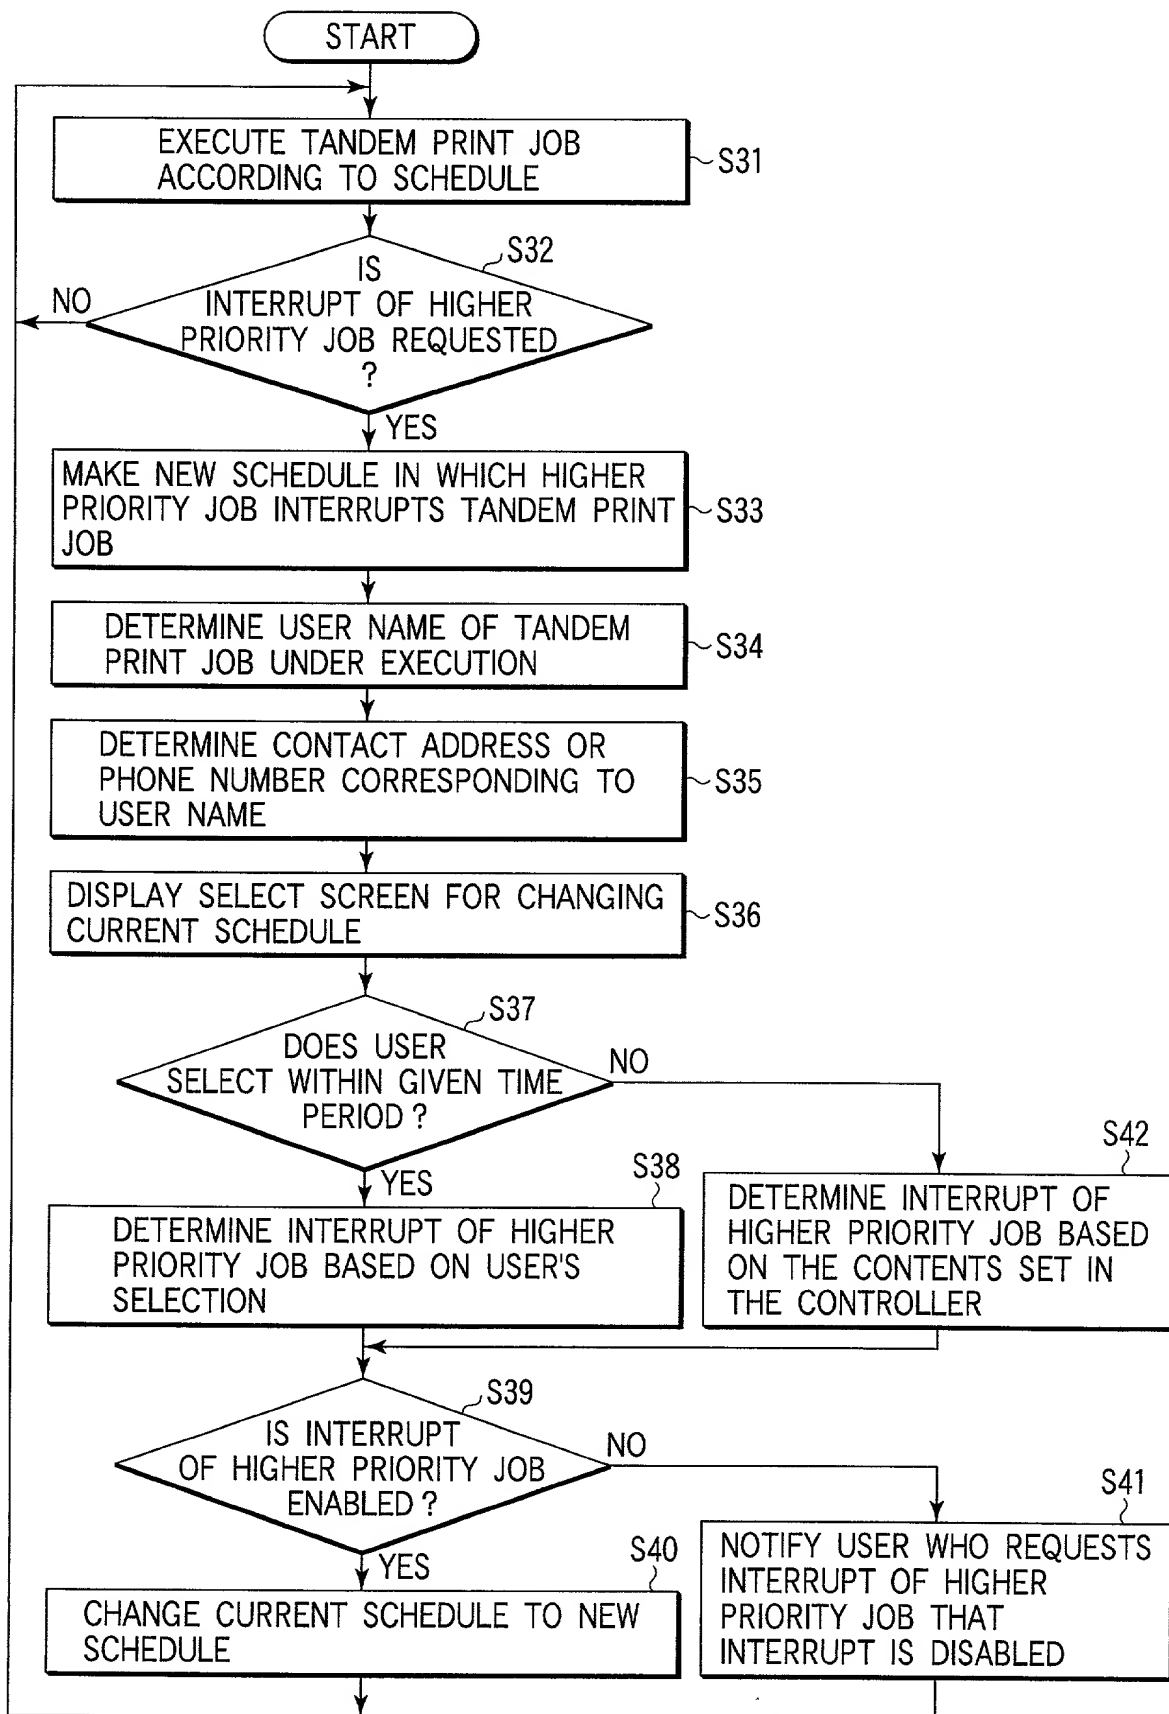 START
EXECUTE TANDEM PRINT JOB
ACCORDING TO SCHEDULE
S31
S32
IS
INTERRUPT OF HIGHER
PRIORITY JOB REQUESTED
?
NO
YES
MAKE NEW SCHEDULE IN WHICH HIGHER
PRIORITY JOB INTERRUPTS TANDEM PRINT
JOB
S33
DETERMINE USER NAME OF TANDEM
PRINT JOB UNDER EXECUTION
S34
DETERMINE CONTACT ADDRESS OR
PHONE NUMBER CORRESPONDING TO
USER NAME
S35
DISPLAY SELECT SCREEN FOR CHANGING
CURRENT SCHEDULE
S36
S37
DOES USER
SELECT WITHIN GIVEN TIME
PERIOD ?
NO
YES
S38
DETERMINE INTERRUPT OF HIGHER
PRIORITY JOB BASED ON USER'S
SELECTION
S42
DETERMINE INTERRUPT OF
HIGHER PRIORITY JOB BASED
ON THE CONTENTS SET IN
THE CONTROLLER
S39
IS INTERRUPT
OF HIGHER PRIORITY JOB
ENABLED ?
NO
YES
S40
CHANGE CURRENT SCHEDULE TO NEW
SCHEDULE
S41
NOTIFY USER WHO REQUESTS
INTERRUPT OF HIGHER
PRIORITY JOB THAT
INTERRUPT IS DISABLED